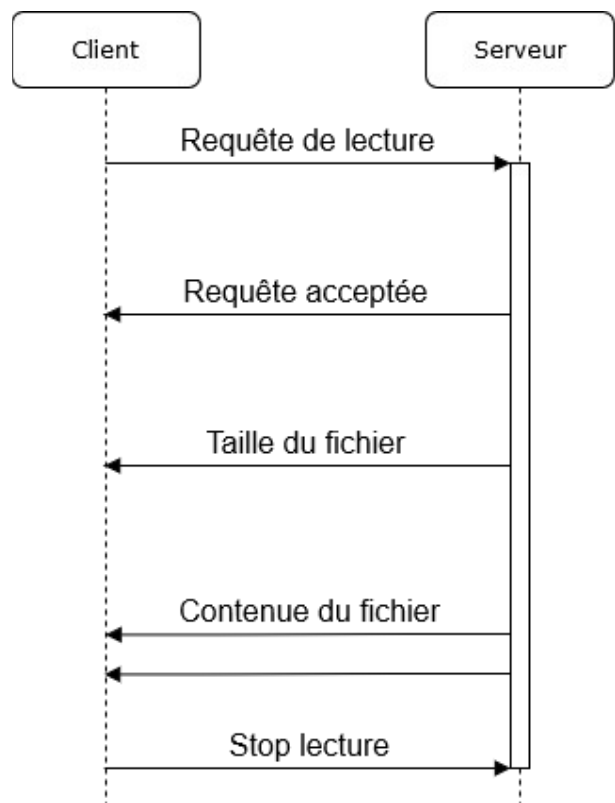 Client
Serveur
Requête de lecture
Requête acceptée
Taille du fichier
Contenue du fichier
Stop lecture